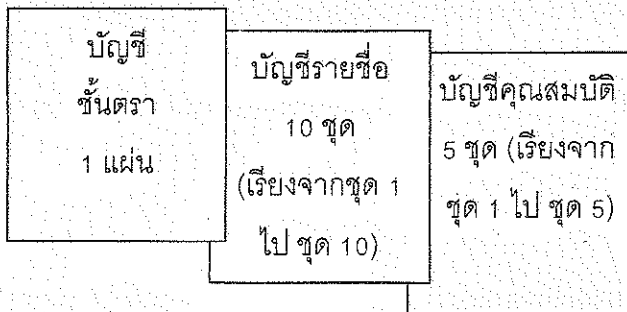 บัญชี
ชั้นตรา
1 แผ่น
บัญชีรายชื่อ
10 ชุด
(เรียงจากชุด 1
ไป ชุด 10)
บัญชีคุณสมบัติ
5 ชุด (เรียงจาก
ชุด 1 ไป ชุด 5)